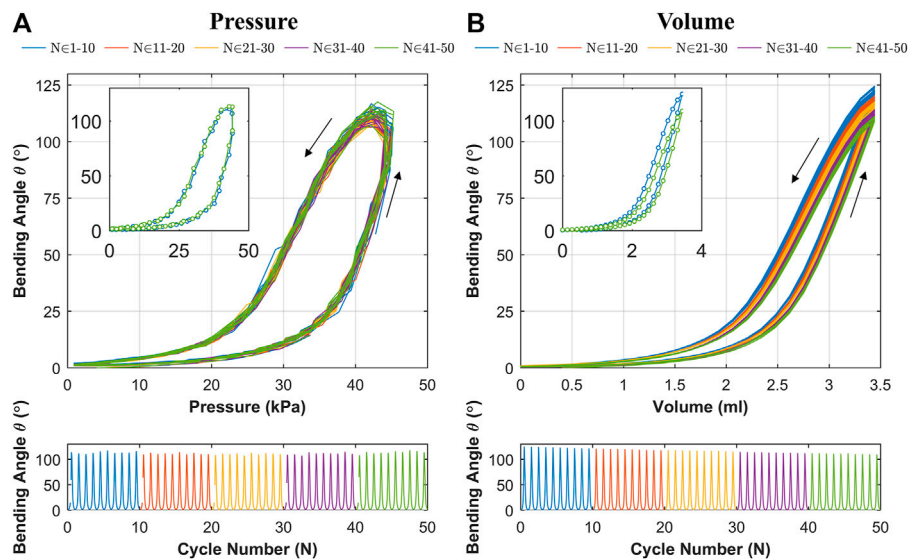 A Pressure
N∈1-10 N∈11-20 N∈21-30 N∈31-40 N∈41-50
125
100
75
50
25
0
Bending Angle θ (°)
100
50
0
0 25 50
0 10 20 30 40 50
Pressure (kPa)
100
50
0
Bending Angle θ (°)
0 10 20 30 40 50
Cycle Number (N)
B Volume
N∈1-10 N∈11-20 N∈21-30 N∈31-40 N∈41-50
125
100
75
50
25
0
Bending Angle θ (°)
100
50
0
0 2 4
0 0.5 1 1.5 2 2.5 3 3.5
Volume (ml)
100
50
0
Bending Angle θ (°)
0 10 20 30 40 50
Cycle Number (N)